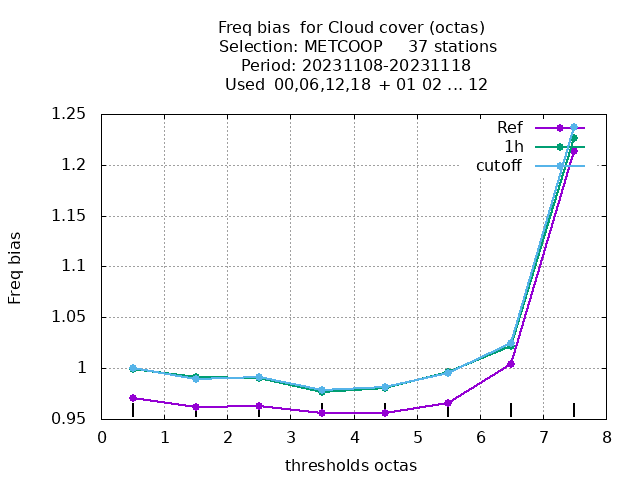 Freq bias  for Cloud cover (octas)
Selection: METCOOP     37 stations
Period: 20231108-20231118
Used  00,06,12,18  + 01 02 ... 12
1.25
1.2
1.15
1.1
1.05
1
0.95
Freq bias
Ref
1h
cutoff
0 1 2 3 4 5 6 7 8
thresholds octas